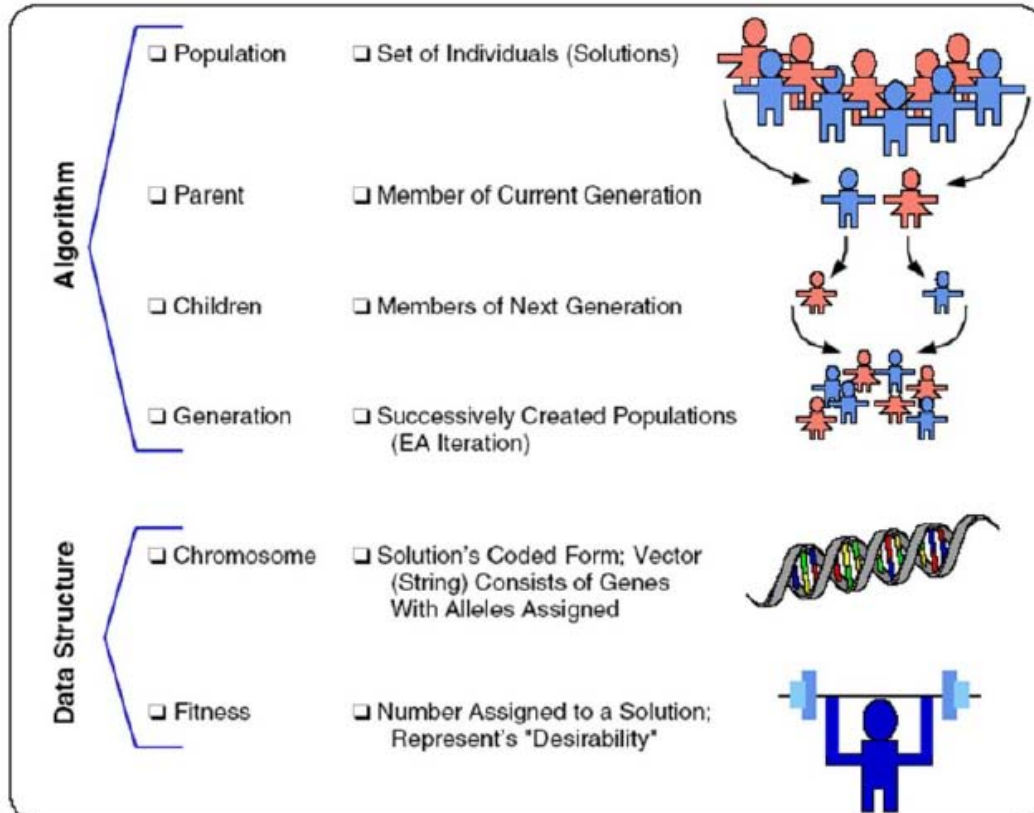 Algorithm
❑ Population ❑ Set of Individuals (Solutions)
❑ Parent ❑ Member of Current Generation
❑ Children ❑ Members of Next Generation
❑ Generation ❑ Successively Created Populations
(EA Iteration)
Data Structure
❑ Chromosome ❑ Solution's Coded Form; Vector
(String) Consists of Genes
With Alleles Assigned
❑ Fitness ❑ Number Assigned to a Solution;
Represent's "Desirability"